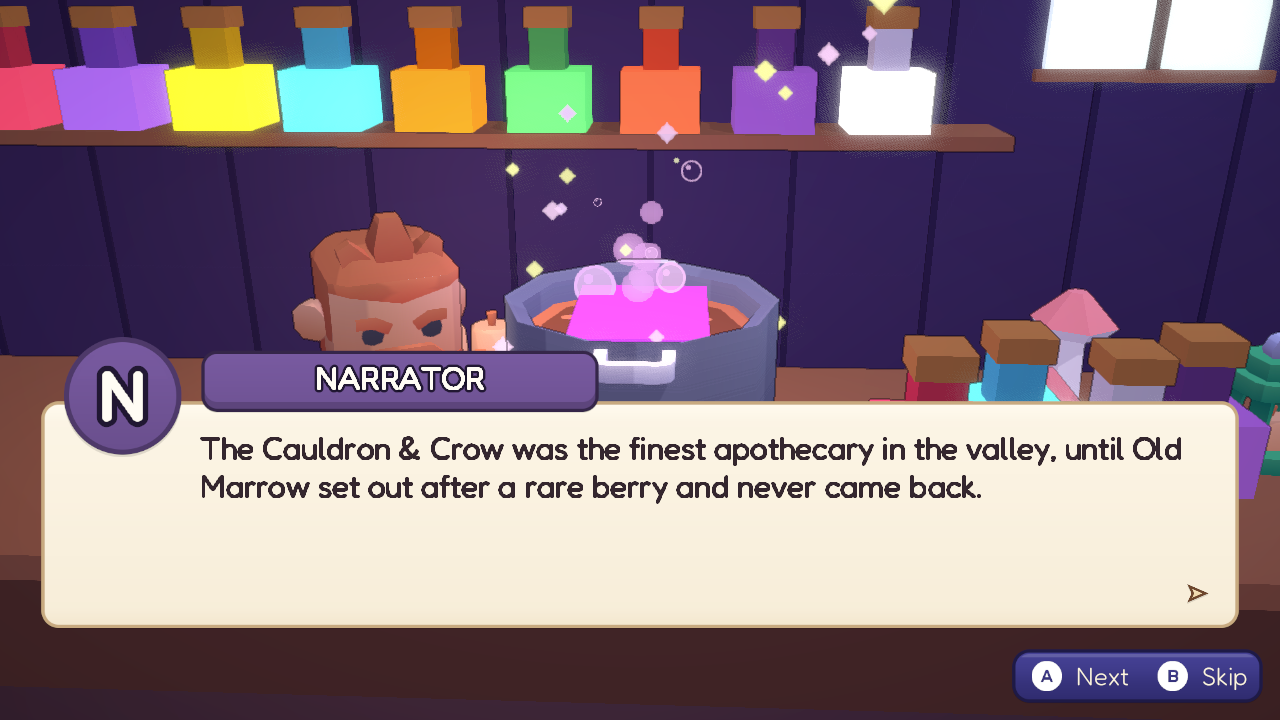 N
NARRATOR
The Cauldron & Crow was the finest apothecary in the valley, until Old
Marrow set out after a rare berry and never came back.
A Next B Skip